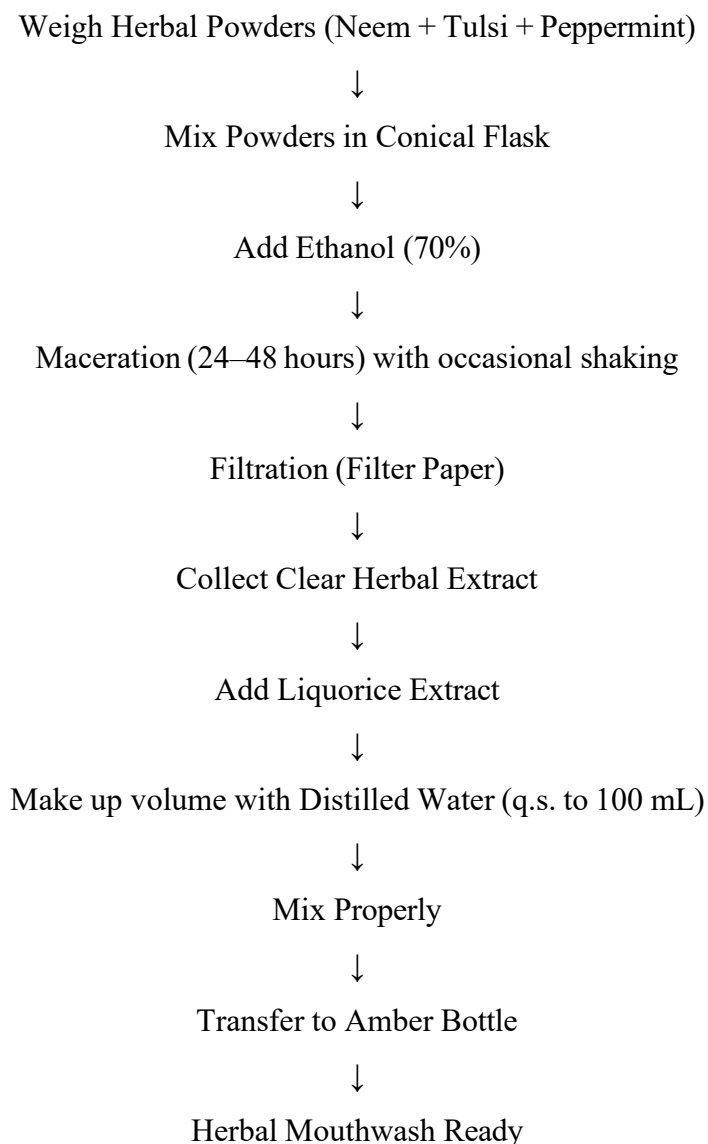 Weigh Herbal Powders (Neem + Tulsi + Peppermint)
↓
Mix Powders in Conical Flask
↓
Add Ethanol (70%)
↓
Maceration (24–48 hours) with occasional shaking
↓
Filtration (Filter Paper)
↓
Collect Clear Herbal Extract
↓
Add Liquorice Extract
↓
Make up volume with Distilled Water (q.s. to 100 mL)
↓
Mix Properly
↓
Transfer to Amber Bottle
↓
Herbal Mouthwash Ready